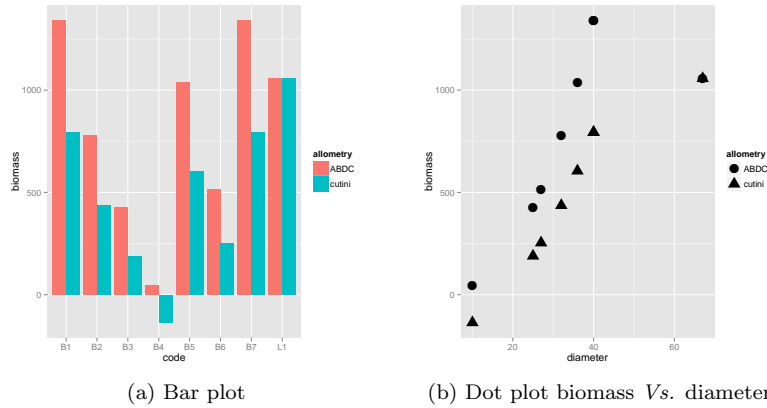 1000
500
0
biomass
B1 B2 B3 B4 B5 B6 B7 L1
code
allometry
ABDC
cutini
(a) Bar plot
1000
500
0
biomass
20 40 60
diameter
allometry
ABDC
cutini
(b) Dot plot biomass Vs. diameter